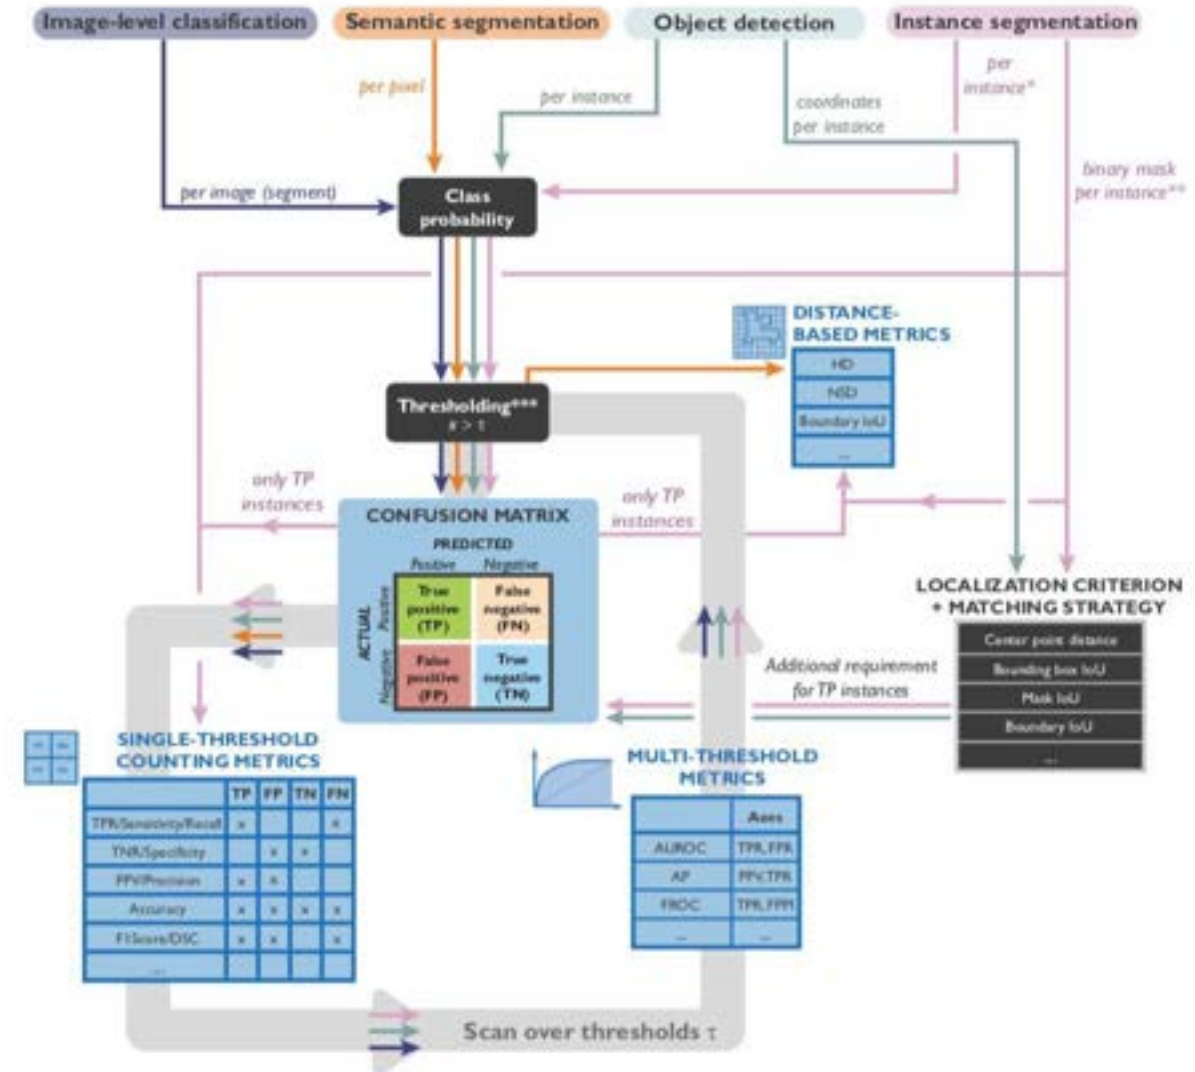 Image-level classification
Semantic segmentation
Object detection
Instance segmentation
per pixel
per instance
coordinates
per instance
per
instance*
per image (segment)
binary mask
per instance**
Class
probability
DISTANCE-
BASED METRICS
HD
NSD
Boundary IoU
...
Thresholding***
x > τ
only TP
instances
only TP
instances
CONFUSION MATRIX
PREDICTED
Positive Negative
ACTUAL
Positive
Negative
True
positive
(TP)
False
negative
(FN)
False
positive
(FP)
True
negative
(TN)
LOCALIZATION CRITERION
+ MATCHING STRATEGY
Center point distance
Bounding box IoU
Mask IoU
Boundary IoU
...
Additional requirement
for TP instances
SINGLE-THRESHOLD
COUNTING METRICS
TP FP TN FN
TPR/Sensitivity/Recall x x
TNR/Specificity x x
PPV/Precision x x
Accuracy x x x x
F1Score/DSC x x x
...
MULTI-THRESHOLD
METRICS
Axes
AUROC TPR, FPR
AP PPV, TPR
FROC TPR, FPPI
... ...
Scan over thresholds τ